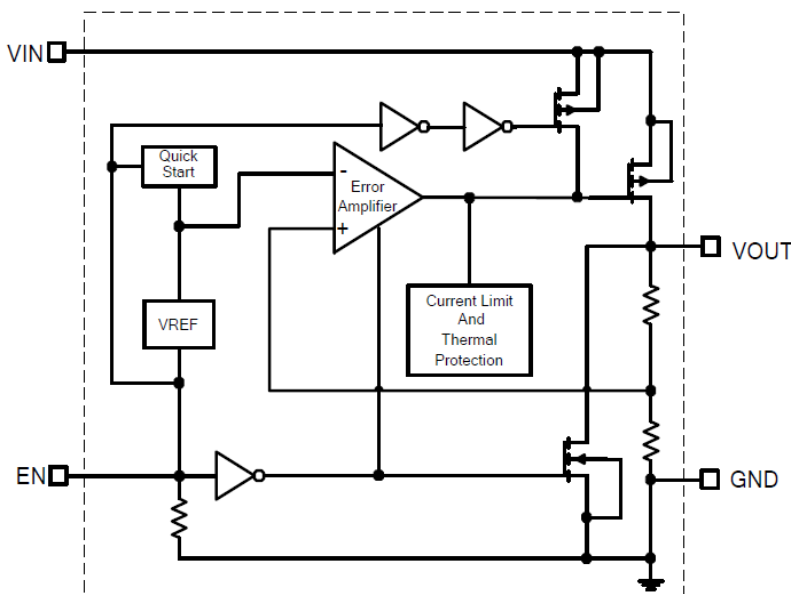 VIN
Quick
Start
-
Error
Amplifier
+
VOUT
VREF
Current Limit
And
Thermal
Protection
EN
GND